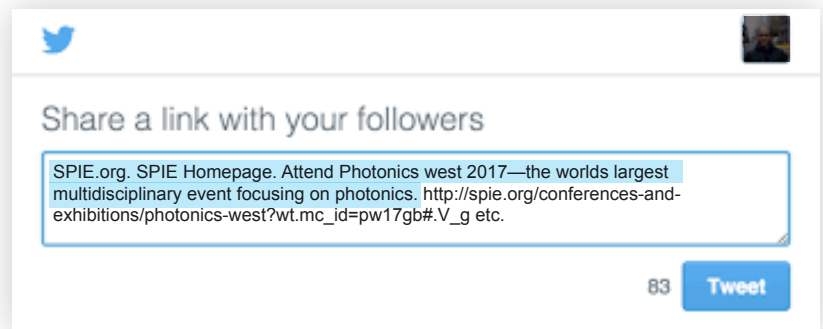 Share a link with your followers
SPIE.org. SPIE Homepage. Attend Photonics west 2017—the worlds largest
multidisciplinary event focusing on photonics. http://spie.org/conferences-and-
exhibitions/photonics-west?wt.mc_id=pw17gb#.V_g etc.
83 Tweet